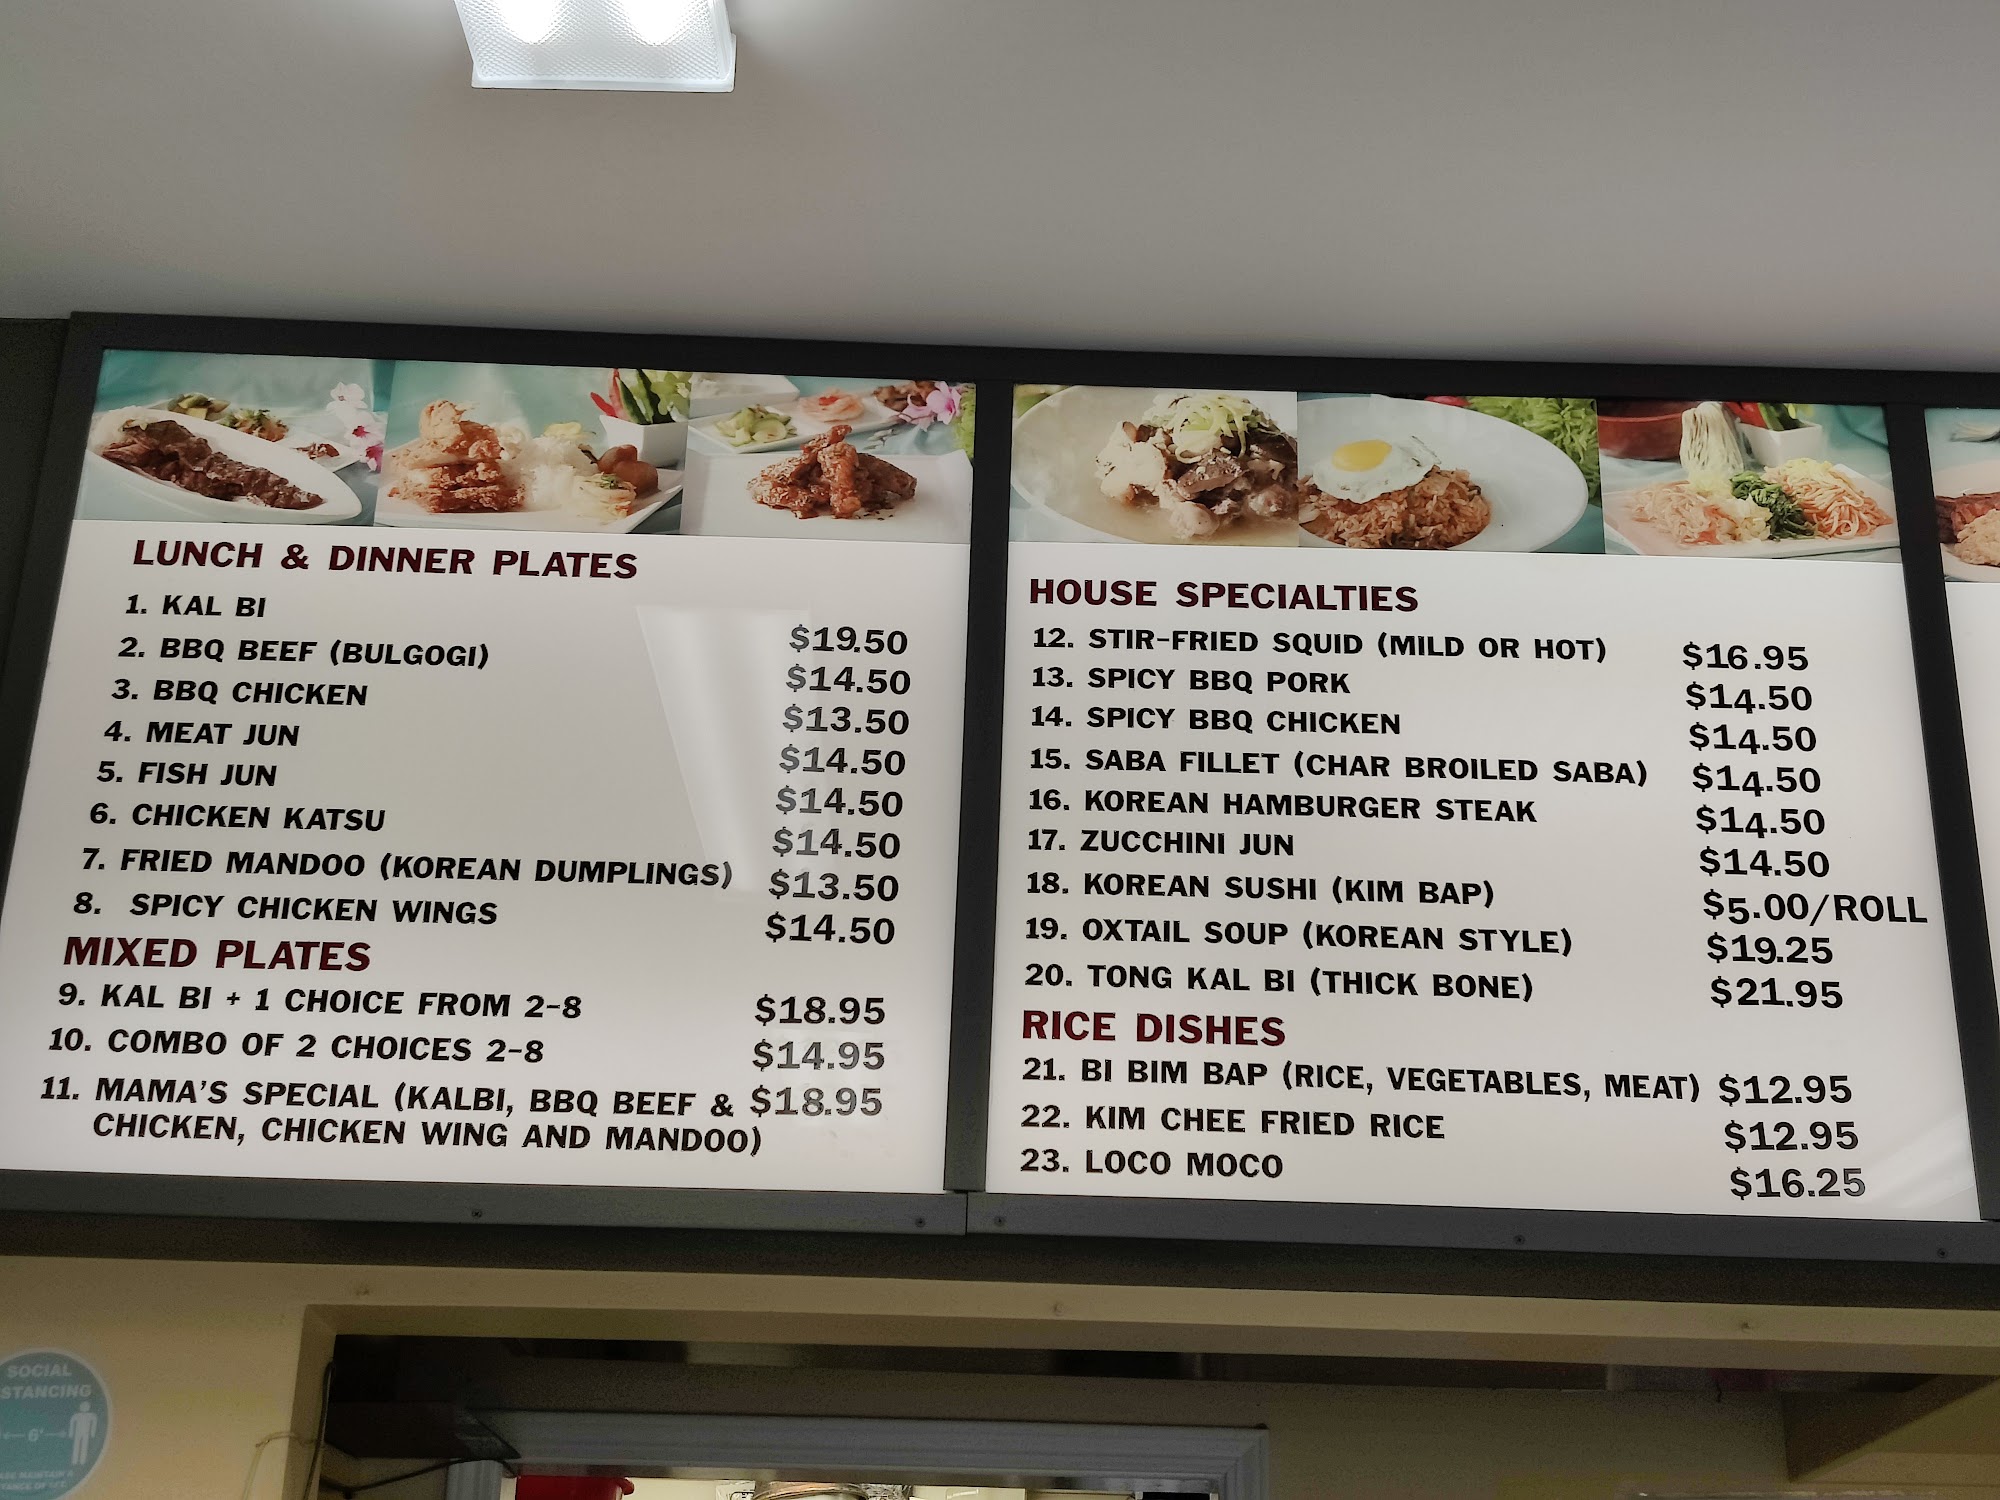 LUNCH & DINNER PLATES
1. KAL BI $19.50
2. BBQ BEEF (BULGOGI) $14.50
3. BBQ CHICKEN $13.50
4. MEAT JUN $14.50
5. FISH JUN $14.50
6. CHICKEN KATSU $14.50
7. FRIED MANDOO (KOREAN DUMPLINGS) $13.50
8. SPICY CHICKEN WINGS $14.50
MIXED PLATES
9. KAL BI + 1 CHOICE FROM 2-8 $18.95
10. COMBO OF 2 CHOICES 2-8 $14.95
11. MAMA'S SPECIAL (KALBI, BBQ BEEF & $18.95
CHICKEN, CHICKEN WING AND MANDOO)
HOUSE SPECIALTIES
12. STIR-FRIED SQUID (MILD OR HOT) $16.95
13. SPICY BBQ PORK $14.50
14. SPICY BBQ CHICKEN $14.50
15. SABA FILLET (CHAR BROILED SABA) $14.50
16. KOREAN HAMBURGER STEAK $14.50
17. ZUCCHINI JUN $14.50
18. KOREAN SUSHI (KIM BAP) $5.00/ROLL
19. OXTAIL SOUP (KOREAN STYLE) $19.25
20. TONG KAL BI (THICK BONE) $21.95
RICE DISHES
21. BI BIM BAP (RICE, VEGETABLES, MEAT) $12.95
22. KIM CHEE FRIED RICE $12.95
23. LOCO MOCO $16.25
SOCIAL
STANCING
6'